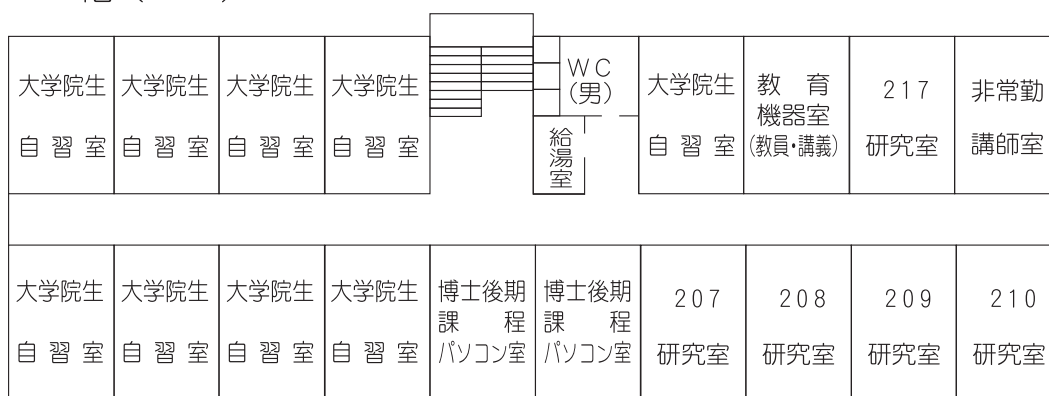 大学院生 大学院生 大学院生 大学院生
自習室 自習室 自習室 自習室
WC
(男)
給湯室
大学院生
自習室
教育
機器室
(教員・講義)
217
研究室
非常勤
講師室
大学院生 大学院生 大学院生 大学院生
自習室 自習室 自習室 自習室
博士後期
課程
パソコン室
博士後期
課程
パソコン室
207
研究室
208
研究室
209
研究室
210
研究室